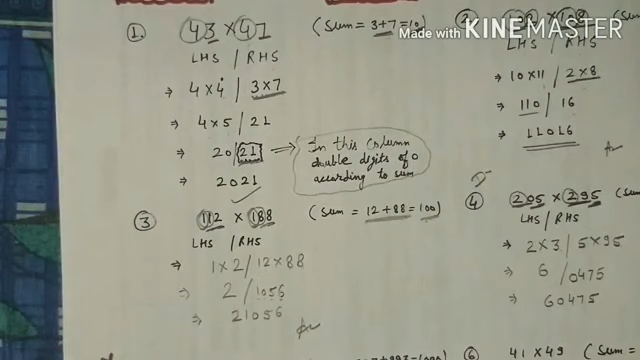 ① 43 × 41 (Sum = 3+7=10)
LHS / RHS
⇒ 4 × 4 / 3 × 7
⇒ 4 × 5 / 21
⇒ 20 / 21 → In this column
double digits of 0
according to sum
⇒ 2021
③ 112 × 188 (Sum = 12+88=100)
LHS / RHS
⇒ 1 × 2 / 12 × 88
⇒ 2 / 1056
⇒ 21056
Made with KINEMASTER
LHS / RHS
⇒ 10 × 11 / 2 × 8
⇒ 110 / 16
⇒ 11016
④ 205 × 295 (Sum
LHS / RHS
⇒ 2 × 3 / 5 × 95
⇒ 6 / 0475
⇒ 60475
⑥ 41 × 49 (Sum =